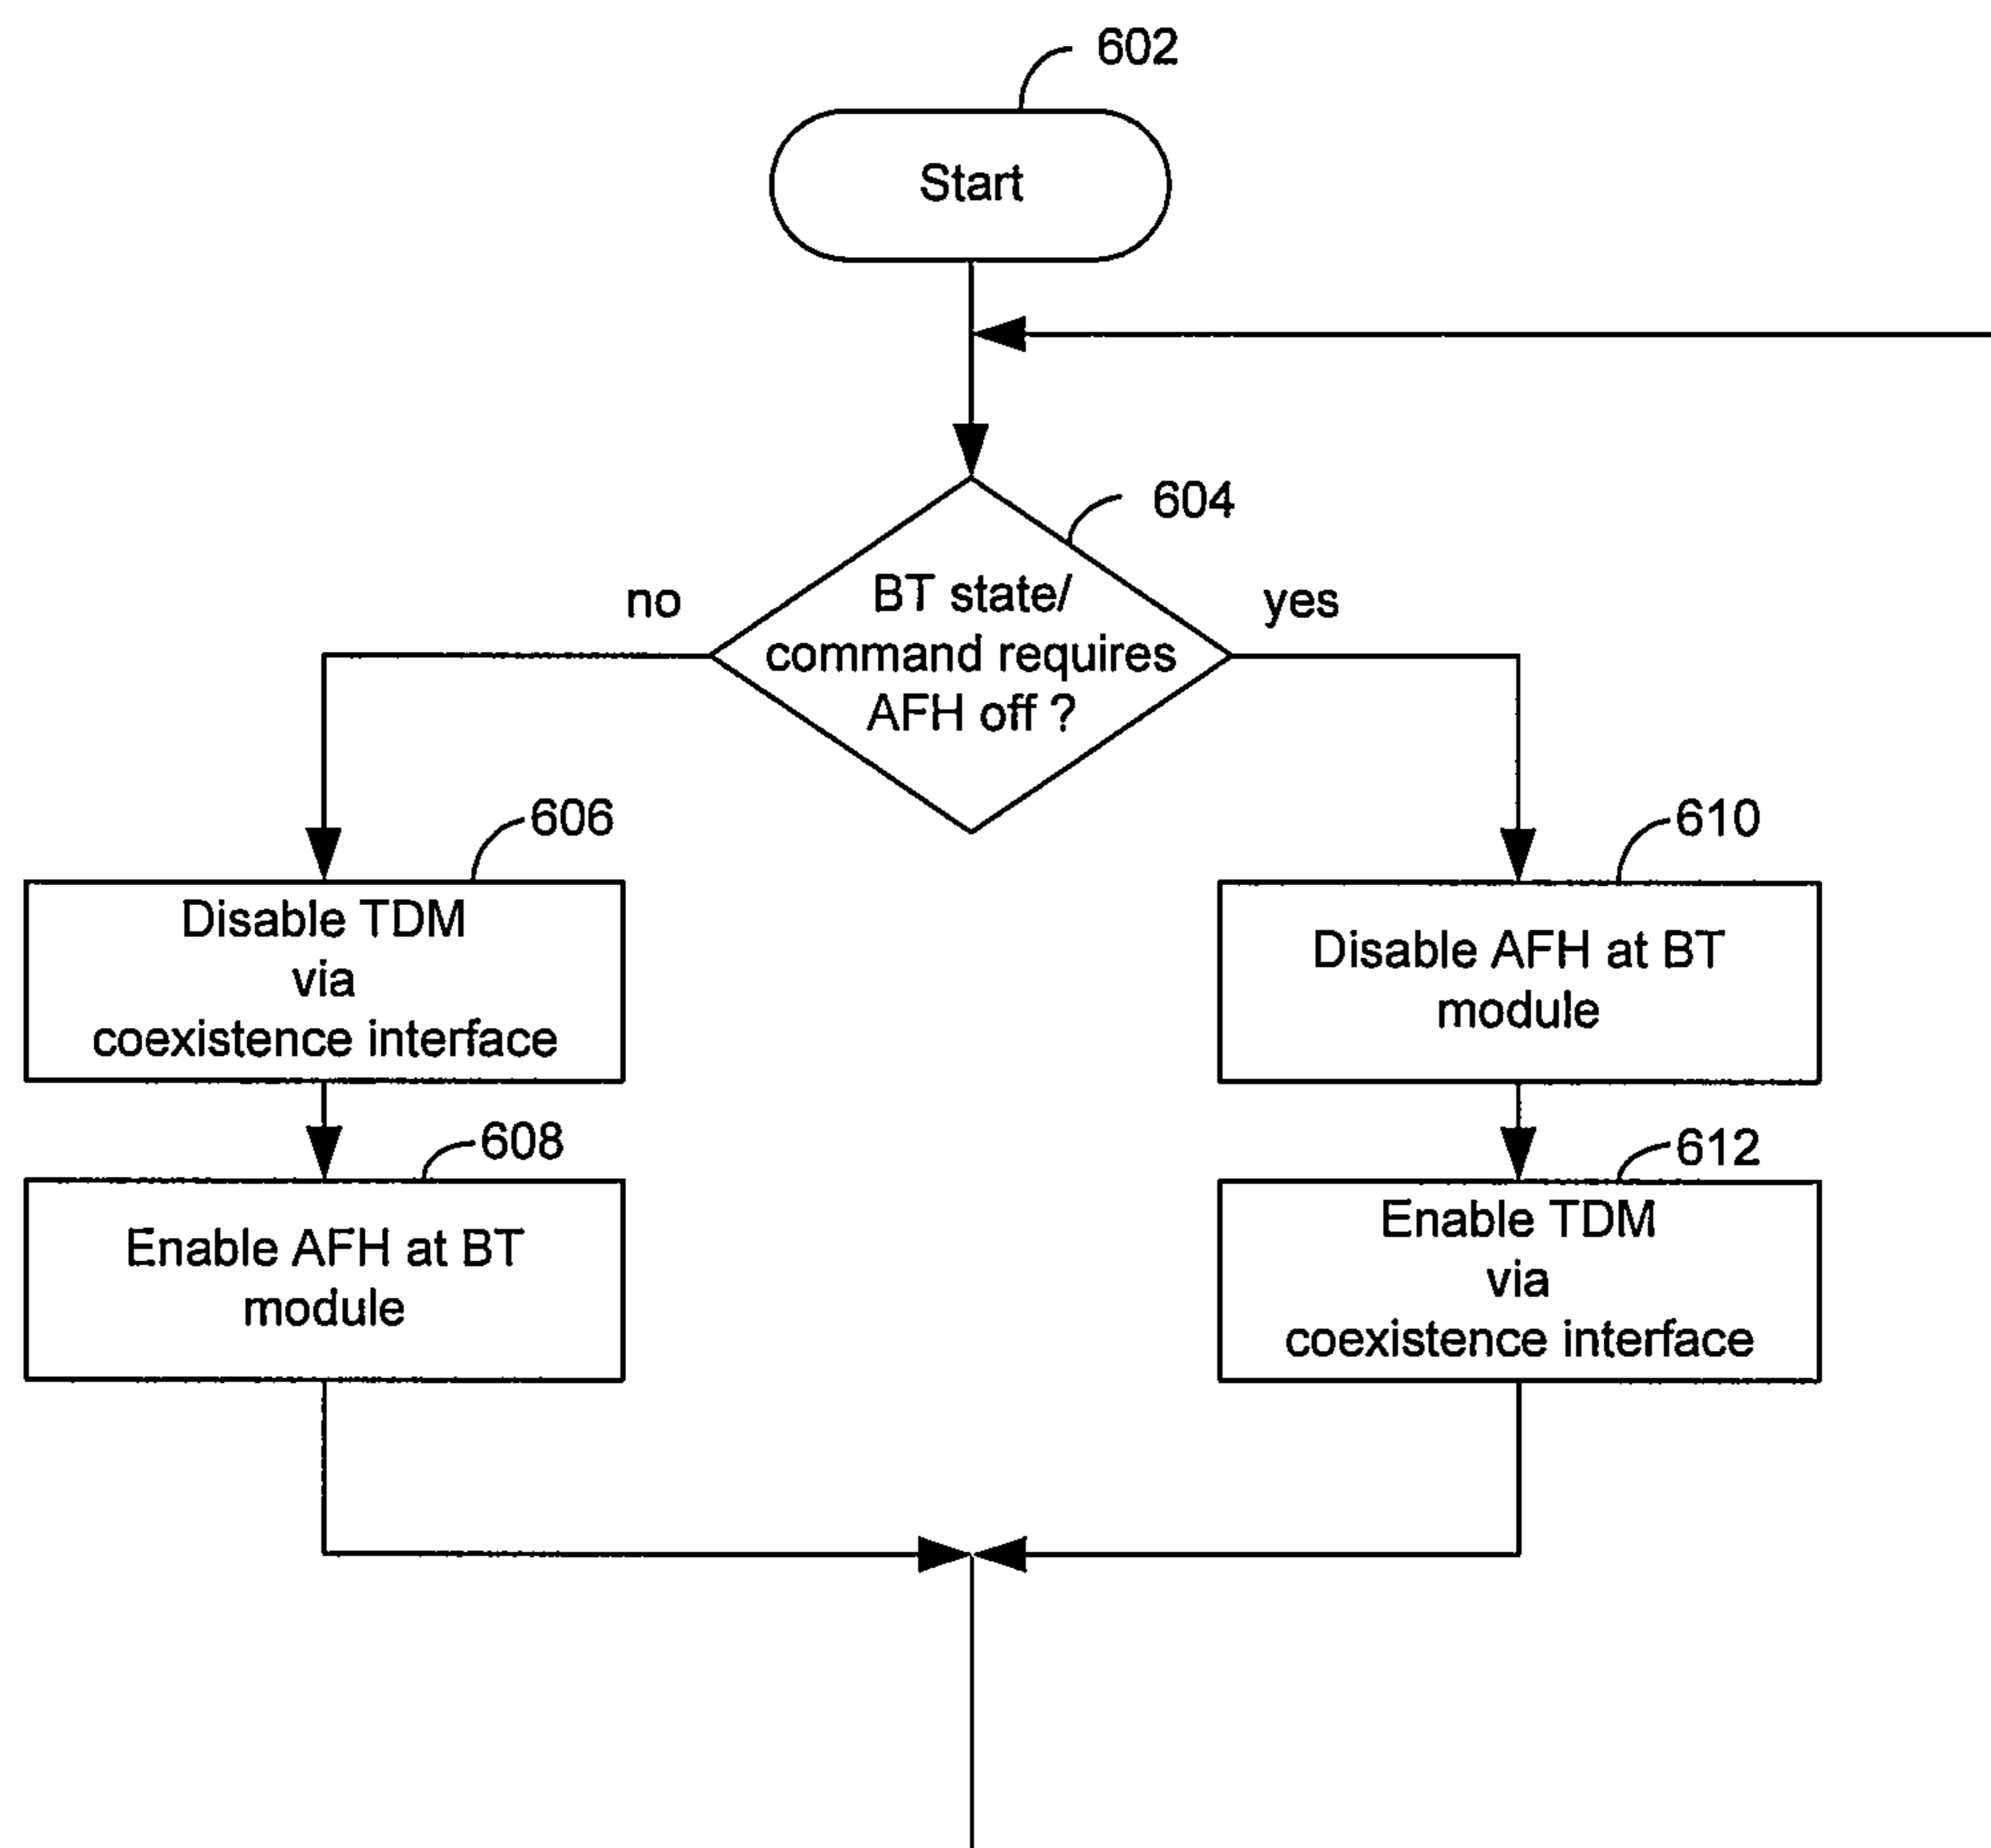 602
Start
604
BT state/
command requires
AFH off ?
no
yes
606
Disable TDM
via
coexistence interface
608
Enable AFH at BT
module
610
Disable AFH at BT
module
612
Enable TDM
via
coexistence interface